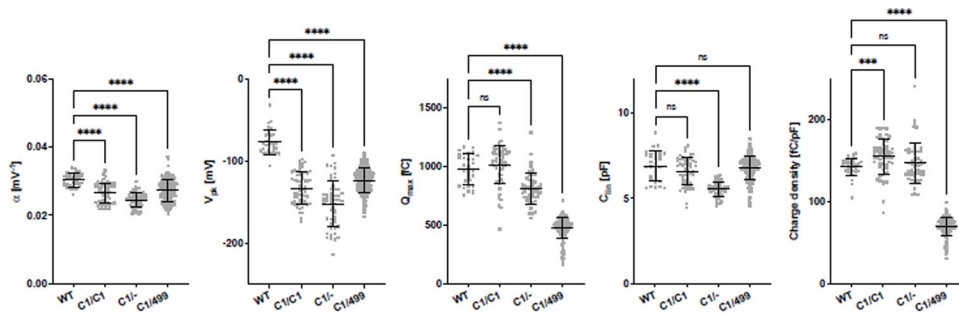 α [mV⁻¹]
0.06
0.04
0.02
0.00
****
****
****
WT
C1/C1
C1/-
C1/499
V_pk [mV]
0
-100
-200
****
****
****
WT
C1/C1
C1/-
C1/499
Q_max [fC]
1500
1000
500
0
****
****
ns
WT
C1/C1
C1/-
C1/499
C_lin [pF]
10
5
0
ns
****
ns
WT
C1/C1
C1/-
C1/499
Charge density [fC/pF]
200
100
0
****
ns
***
WT
C1/C1
C1/-
C1/499